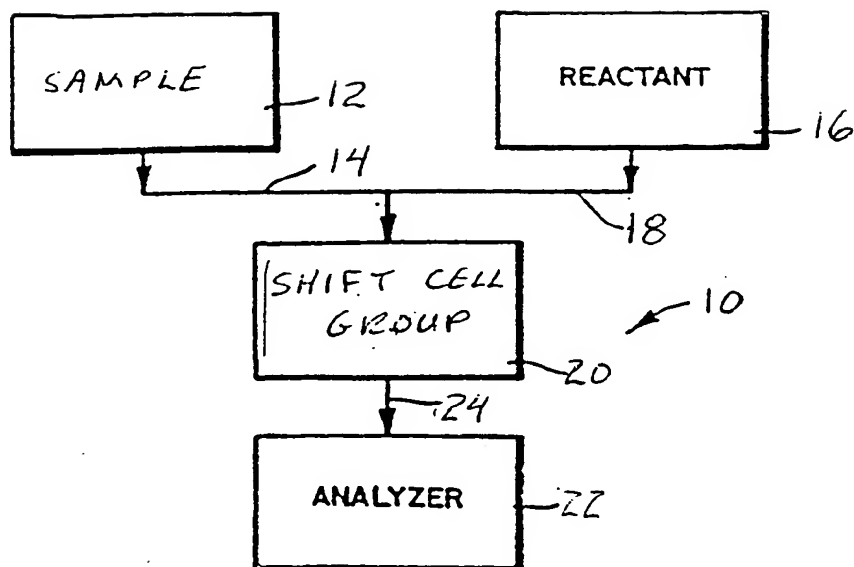 SAMPLE
12
REACTANT
16
14
18
SHIFT CELL
GROUP
10
20
24
ANALYZER
22